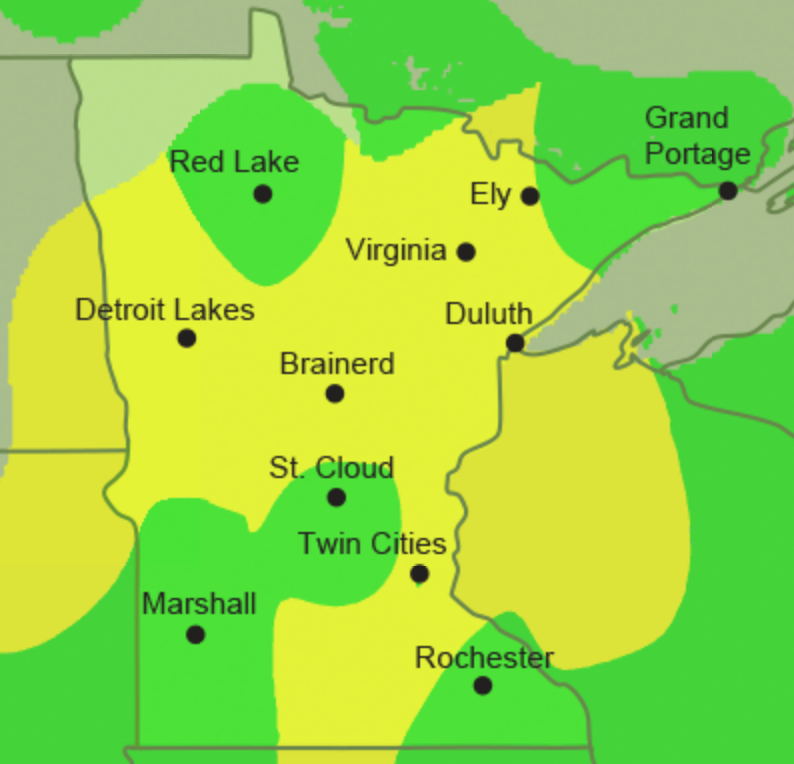 Grand
Portage
Red Lake
Ely
Virginia
Detroit Lakes
Duluth
Brainerd
St. Cloud
Twin Cities
Marshall
Rochester